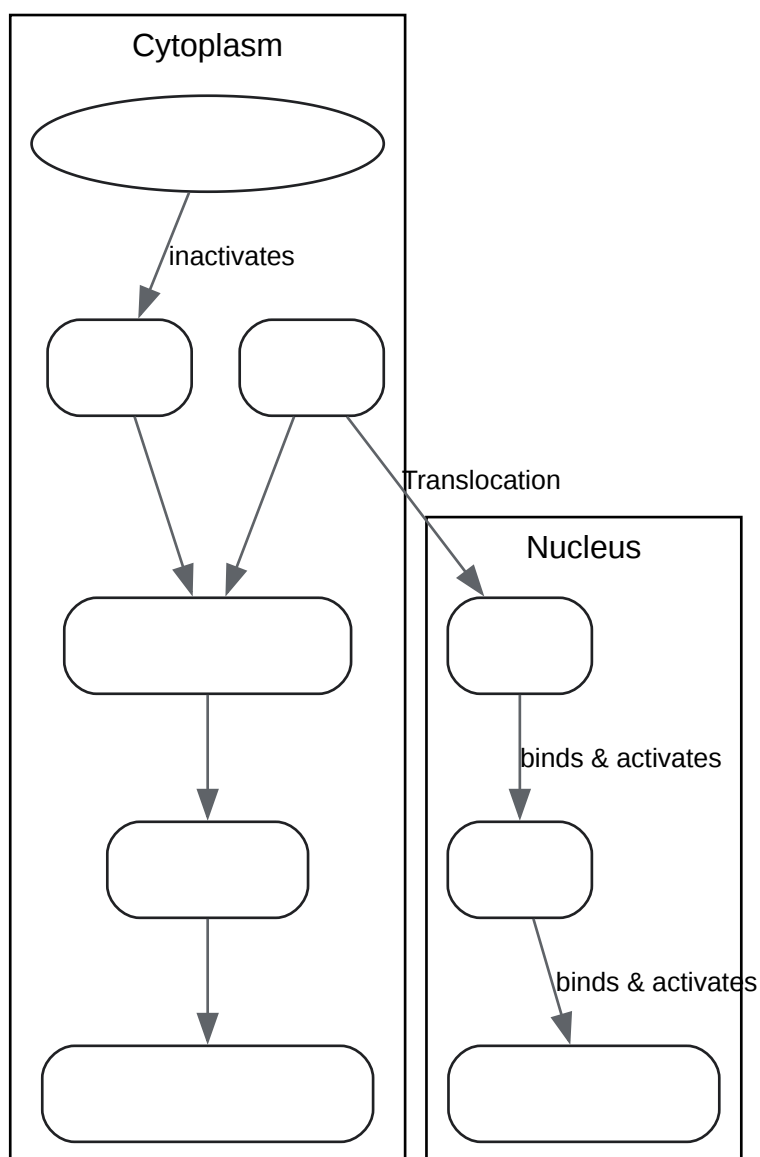 Cytoplasm
inactivates
Translocation
Nucleus
binds & activates
binds & activates